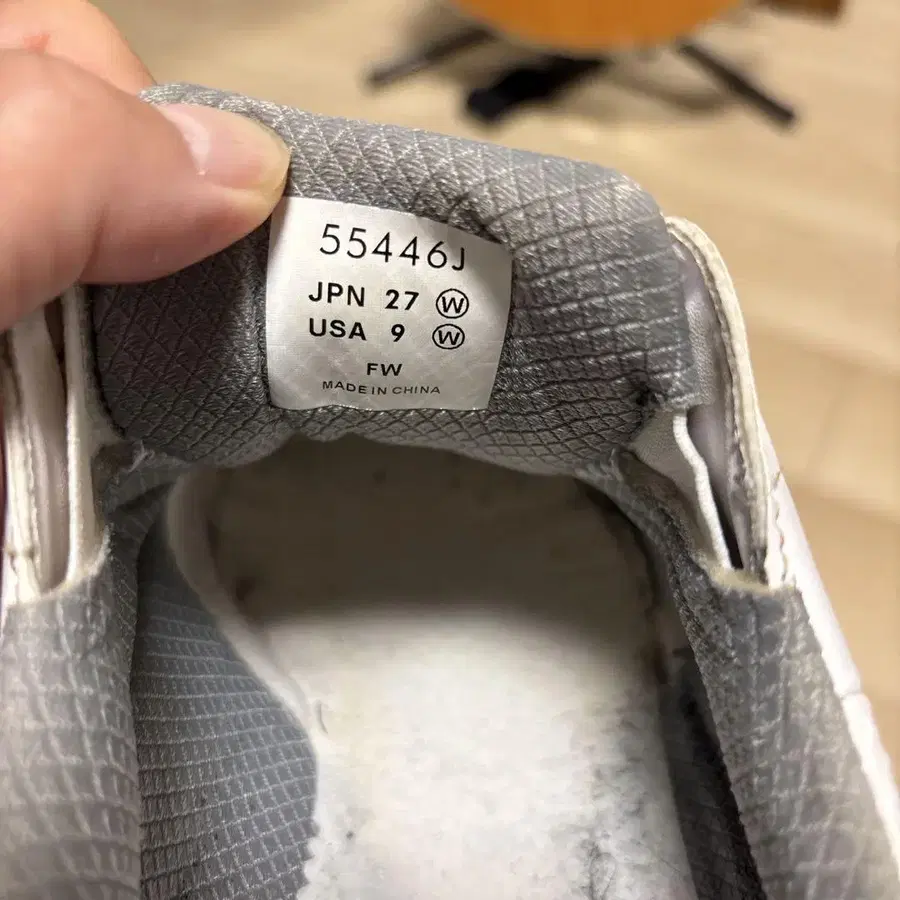 55446J
JPN 27 Ⓦ
USA 9 Ⓦ
FW
MADE IN CHINA